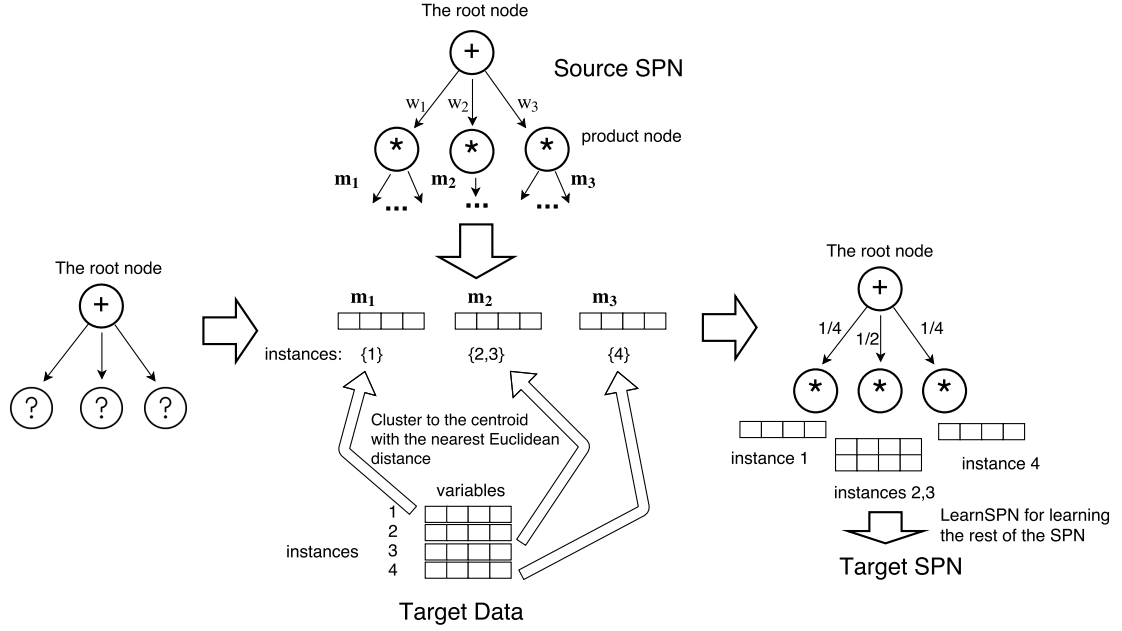 The root node
+
Source SPN
w1 w2 w3
* * *
product node
m1 m2 m3
... ... ...
The root node
+
? ? ?
m1 m2 m3
instances: {1} {2,3} {4}
Cluster to the centroid
with the nearest Euclidean
distance
variables
1
2
3
4
instances
Target Data
The root node
+
1/4 1/2 1/4
* * *
instance 1
instances 2,3
instance 4
LearnSPN for learning
the rest of the SPN
Target SPN